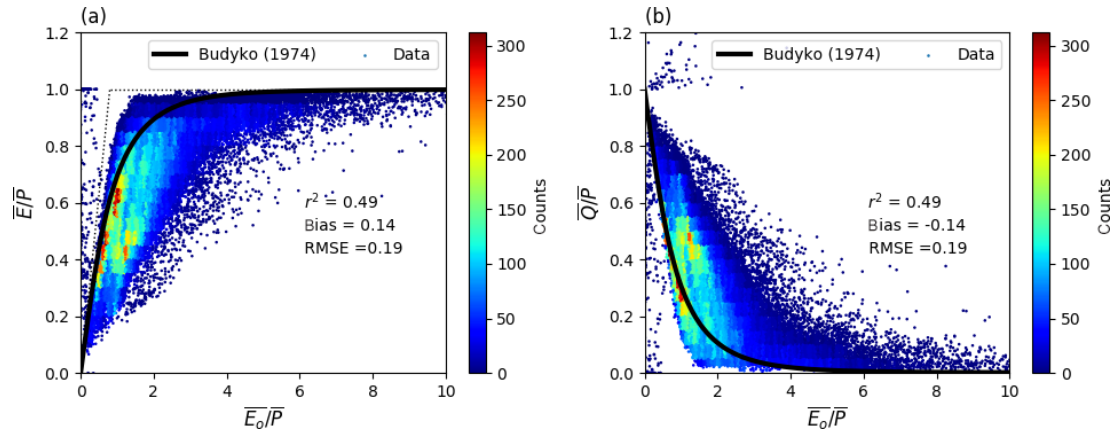 (a)
1.2
1.0
0.8
0.6
0.4
0.2
0.0
E̅/P̅
Budyko (1974)
Data
r² = 0.49
Bias = 0.14
RMSE =0.19
0 2 4 6 8 10
E̅ₒ/P̅
300
250
200
150
100
50
0
Counts
(b)
1.2
1.0
0.8
0.6
0.4
0.2
0.0
Q̅/P̅
Budyko (1974)
Data
r² = 0.49
Bias = -0.14
RMSE =0.19
0 2 4 6 8 10
E̅ₒ/P̅
300
250
200
150
100
50
0
Counts